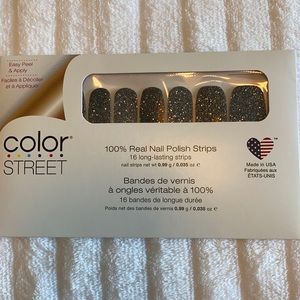 Easy Peel
& Apply
Faciles à Décoller
et à Appliquer
color®
STREET
100% Real Nail Polish Strips
16 long-lasting strips
nail strips net wt 0.99 g / 0.035 oz ℮
Bandes de vernis
à ongles véritable à 100%
16 bandes de longue durée
Poids net des bandes de vernis 0.99 g / 0.035 oz ℮
™
Made in USA
Fabriquées aux
ÉTATS-UNIS